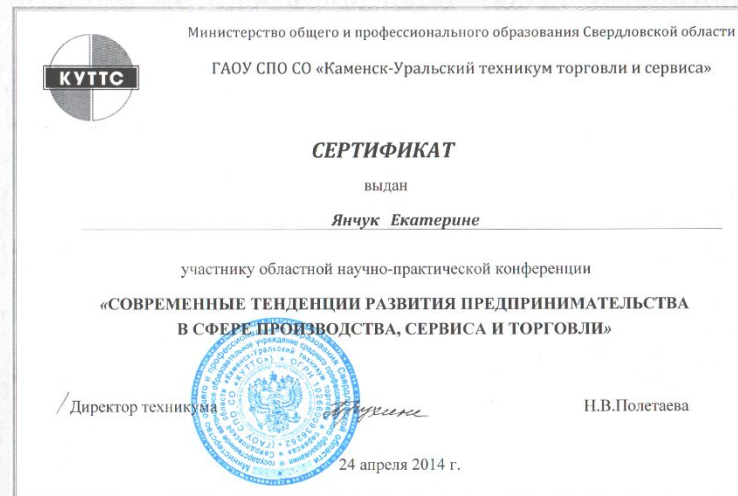 Министерство общего и профессионального образования Свердловской области
КУТТС
ГАОУ СПО СО «Каменск-Уральский техникум торговли и сервиса»
СЕРТИФИКАТ
выдан
Янчук Екатерине
участнику областной научно-практической конференции
«СОВРЕМЕННЫЕ ТЕНДЕНЦИИ РАЗВИТИЯ ПРЕДПРИНИМАТЕЛЬСТВА
В СФЕРЕ ПРОИЗВОДСТВА, СЕРВИСА И ТОРГОВЛИ»
Директор техникума
Н.В.Полетаева
24 апреля 2014 г.